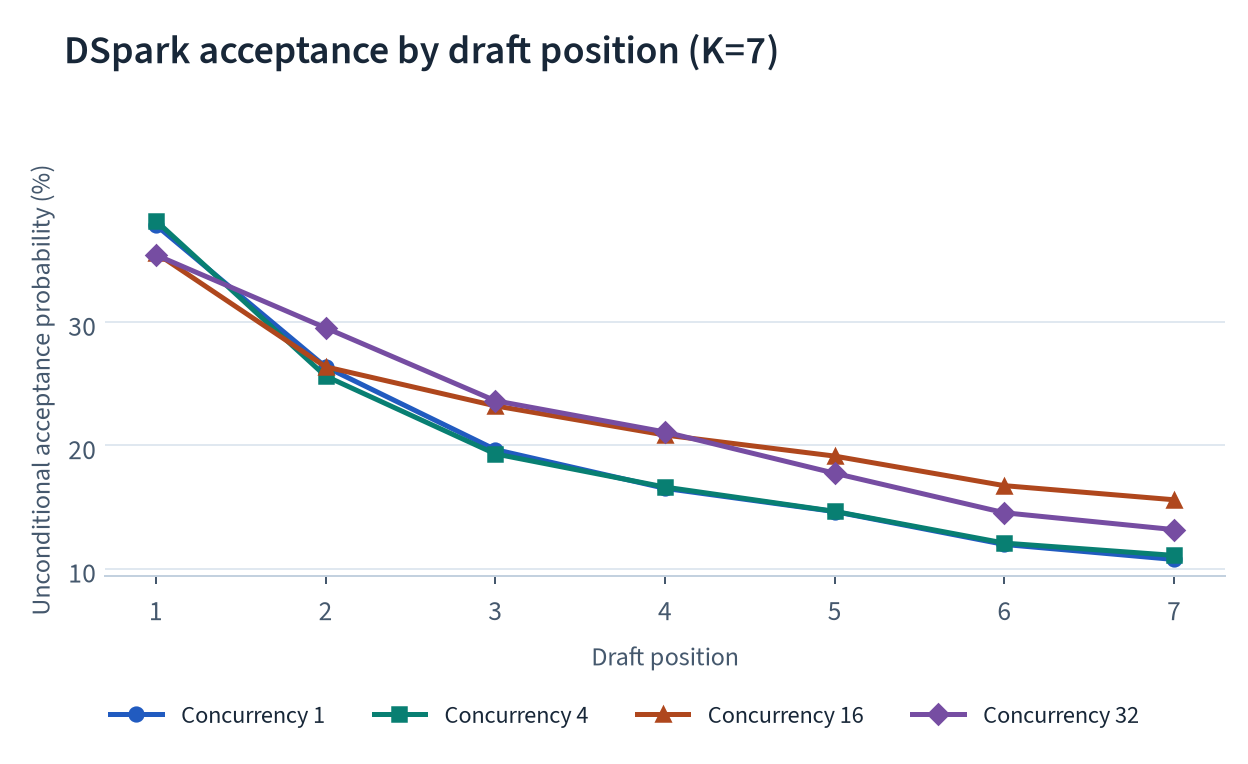 DSpark acceptance by draft position (K=7)
Unconditional acceptance probability (%)
30
20
10
1 2 3 4 5 6 7
Draft position
Concurrency 1 Concurrency 4 Concurrency 16 Concurrency 32